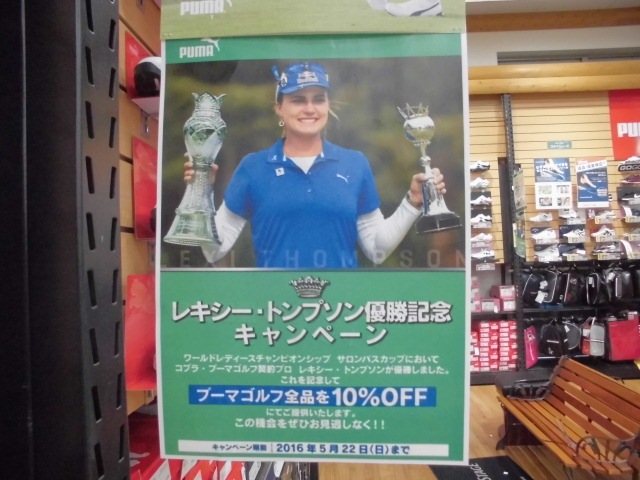 PUMA
PUMA
LEXI THOMPSON
レキシー・トンプソン優勝記念
キャンペーン
ワールドレディースチャンピオンシップ サロンパスカップにおいて
コブラ・プーマゴルフ契約プロ レキシー・トンプソンが優勝しました。
これを記念して
プーマゴルフ全品を10%OFF
にてご提供いたします。
この機会をぜひお見逃しなく!!
キャンペーン期間 2016年5月22日(日)まで
PUM